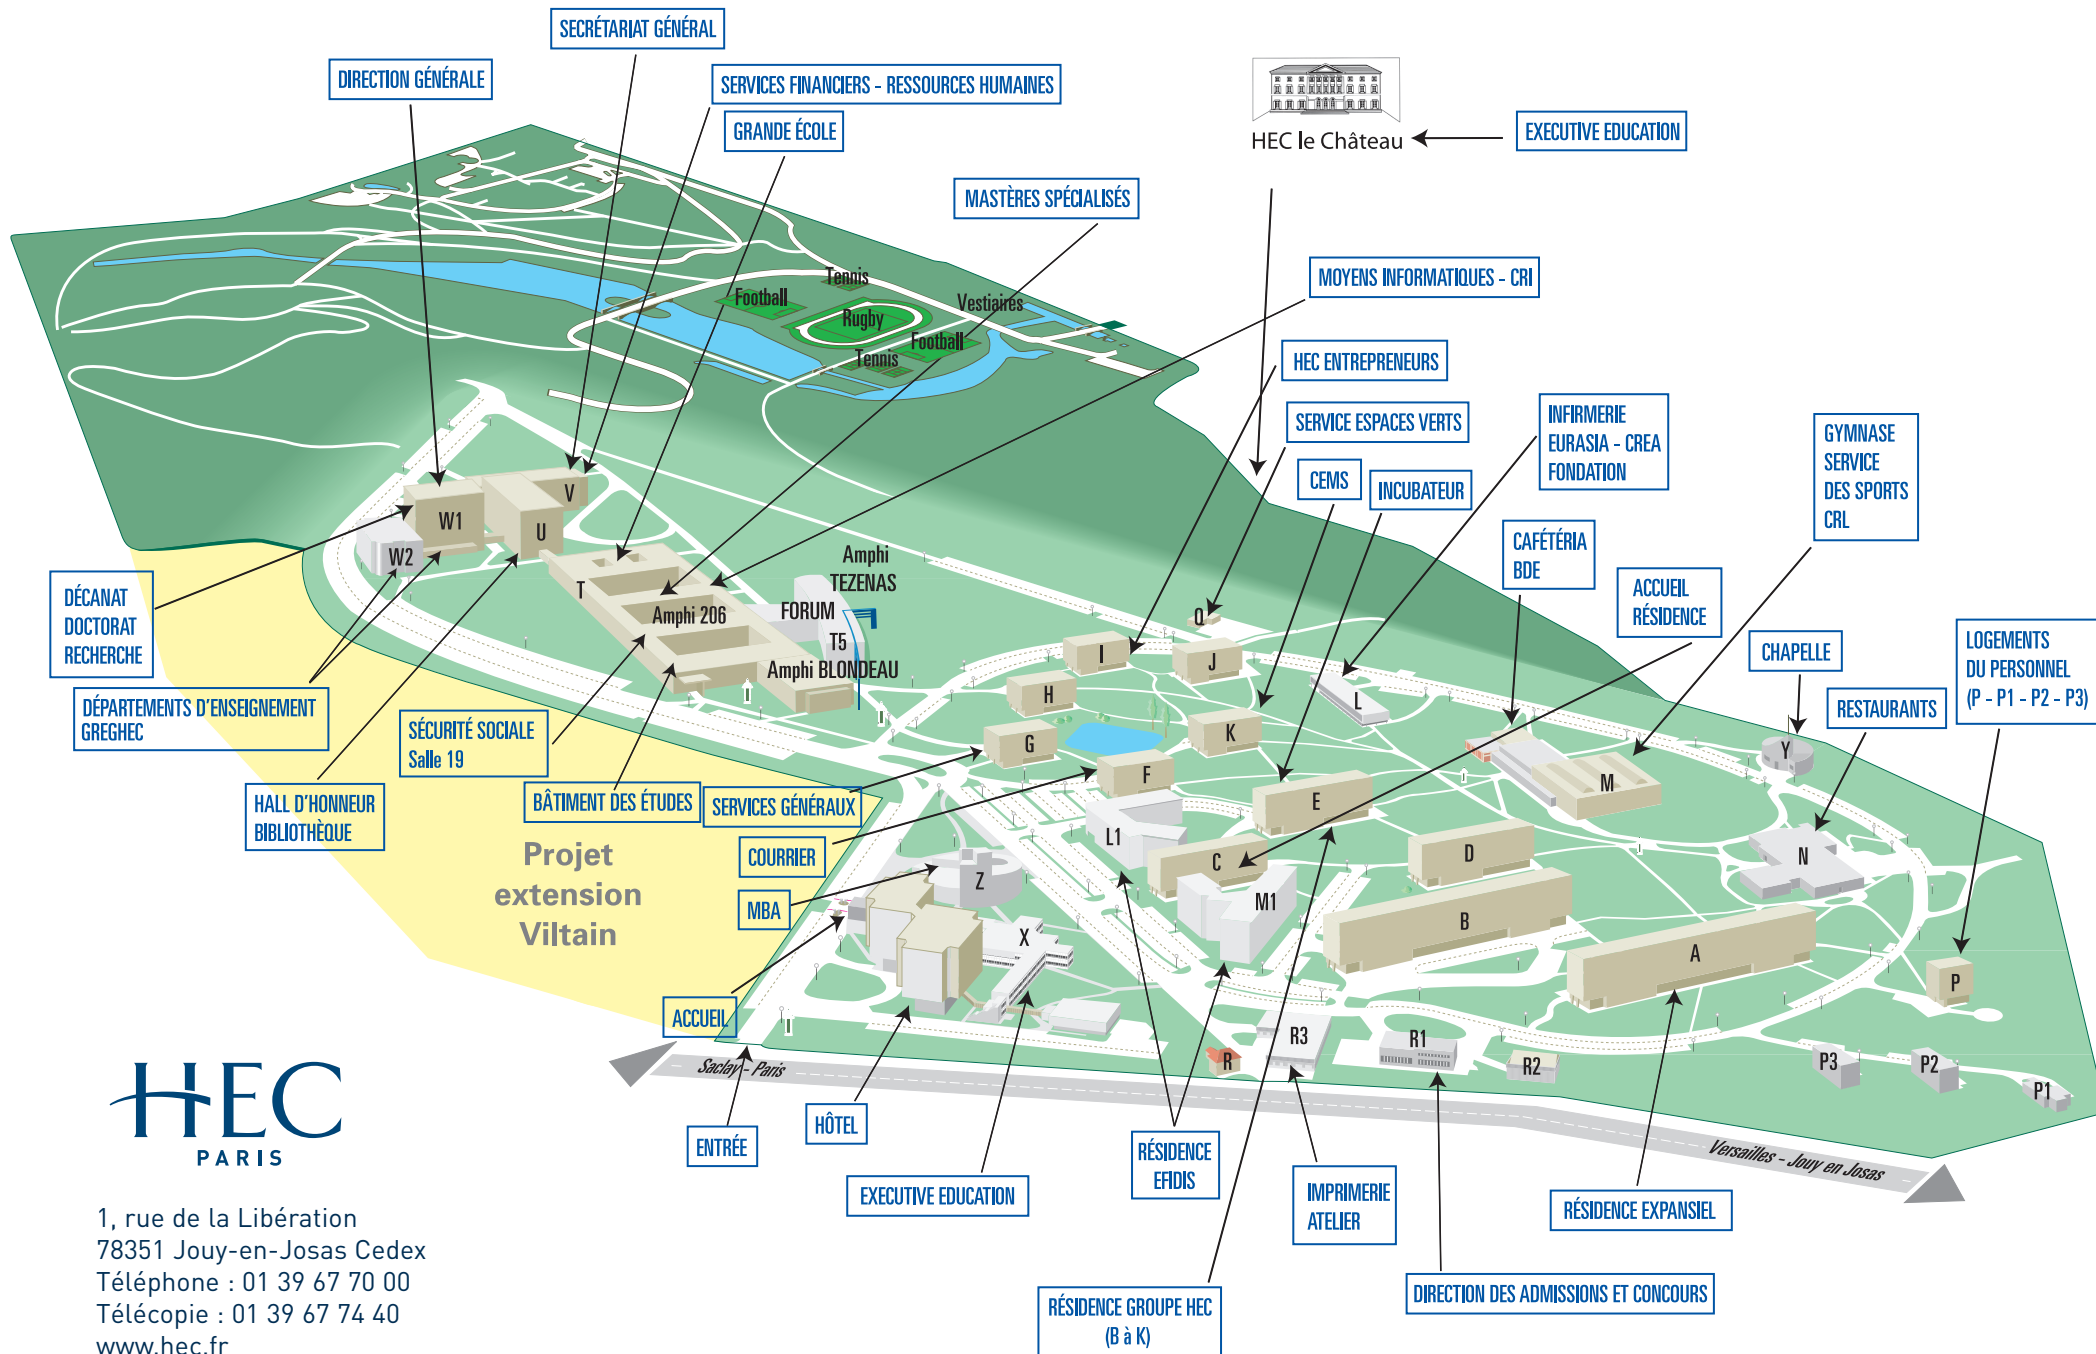 SECRÉTARIAT GÉNÉRAL
DIRECTION GÉNÉRALE
SERVICES FINANCIERS - RESSOURCES HUMAINES
GRANDE ÉCOLE
HEC le Château
EXECUTIVE EDUCATION
MASTÈRES SPÉCIALISÉS
MOYENS INFORMATIQUES - CRI
Tennis
Football
Vestiaires
Rugby
Football
Tennis
HEC ENTREPRENEURS
SERVICE ESPACES VERTS
INFIRMERIE
EURASIA - CREA
FONDATION
GYMNASE
SERVICE
DES SPORTS
CRL
CEMS
INCUBATEUR
CAFÉTÉRIA
BDE
ACCUEIL
RÉSIDENCE
CHAPELLE
LOGEMENTS
DU PERSONNEL
(P - P1 - P2 - P3)
RESTAURANTS
V
W1
U
W2
T
Amphi
TEZENAS
FORUM
Amphi 206
T5
Amphi BLONDEAU
DÉCANAT
DOCTORAT
RECHERCHE
DÉPARTEMENTS D'ENSEIGNEMENT
GREGHEC
SÉCURITÉ SOCIALE
Salle 19
HALL D'HONNEUR
BIBLIOTHÈQUE
BÂTIMENT DES ÉTUDES
SERVICES GÉNÉRAUX
COURRIER
MBA
ACCUEIL
Projet
extension
Viltain
Q
I
J
H
L
G
K
F
E
L1
C
D
M
Y
N
Z
M1
B
X
A
P
R3
R1
R
R2
P3
P2
P1
Saclay - Paris
Versailles - Jouy en Josas
ENTRÉE
HÔTEL
EXECUTIVE EDUCATION
RÉSIDENCE
EFIDIS
IMPRIMERIE
ATELIER
RÉSIDENCE EXPANSIEL
RÉSIDENCE GROUPE HEC
(B à K)
DIRECTION DES ADMISSIONS ET CONCOURS
HEC
PARIS
1, rue de la Libération
78351 Jouy-en-Josas Cedex
Téléphone : 01 39 67 70 00
Télécopie : 01 39 67 74 40
www.hec.fr